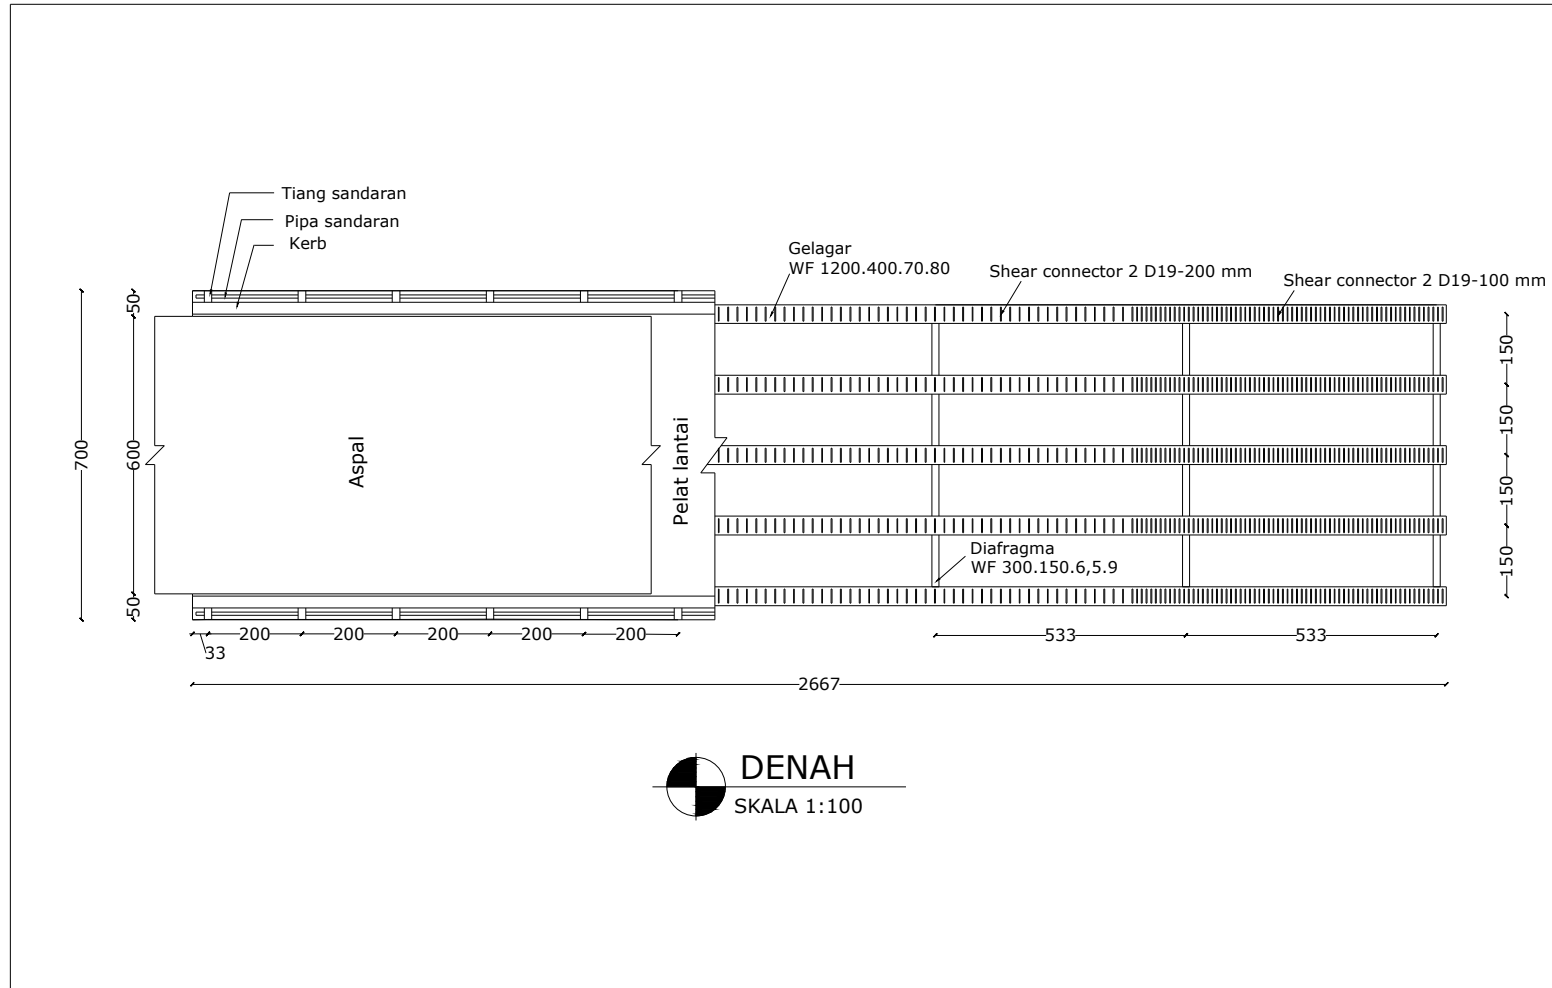 Tiang sandaran
Pipa sandaran
Kerb
Gelagar
WF 1200.400.70.80
Shear connector 2 D19-200 mm
Shear connector 2 D19-100 mm
50
700
600
50
Aspal
Pelat lantai
150
150
150
150
Diafragma
WF 300.150.6,5.9
200
200
200
200
200
33
533
533
2667
DENAH
SKALA 1:100